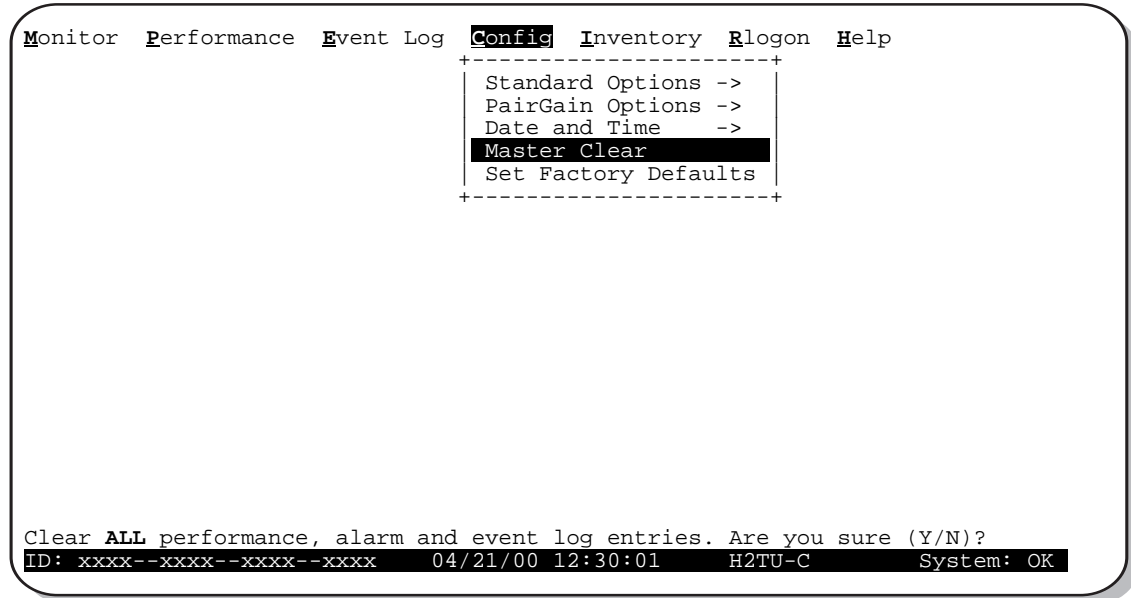 Monitor Performance Event Log Config Inventory Rlogon Help
+----------------------+
| Standard Options -> |
| PairGain Options -> |
| Date and Time -> |
| Master Clear |
| Set Factory Defaults |
+----------------------+
Clear ALL performance, alarm and event log entries. Are you sure (Y/N)?
ID: xxxx--xxxx--xxxx--xxxx 04/21/00 12:30:01 H2TU-C System: OK